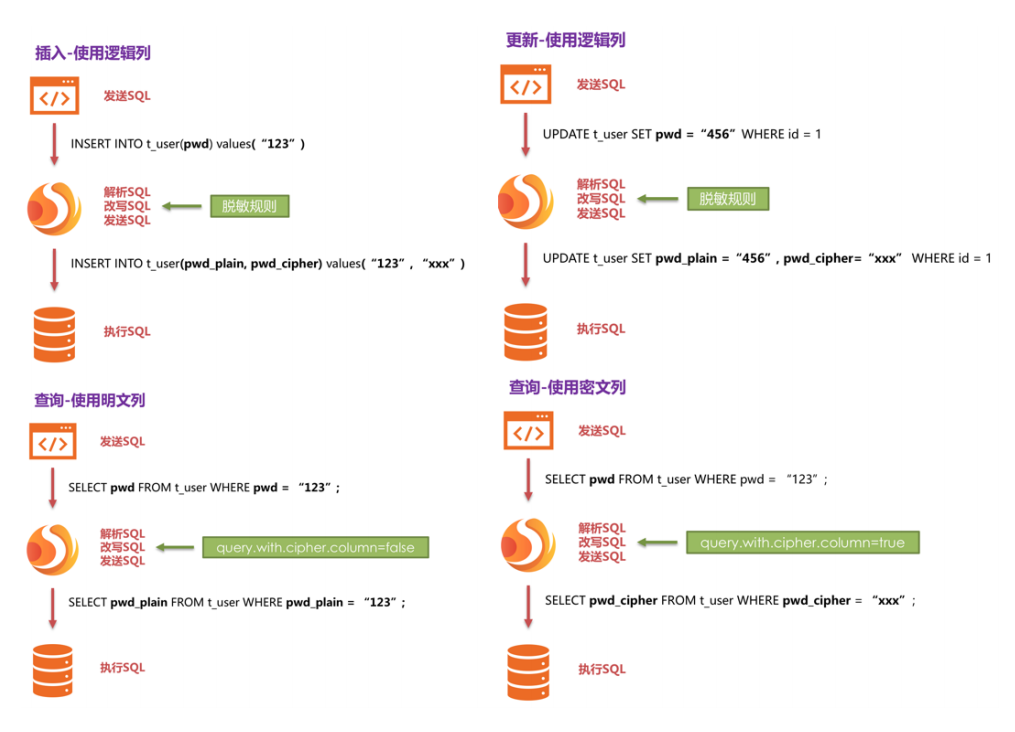 插入-使用逻辑列
</>
发送SQL
INSERT INTO t_user(pwd) values(“123”)
解析SQL
改写SQL
发送SQL
脱敏规则
INSERT INTO t_user(pwd_plain, pwd_cipher) values(“123”, “xxx”)
执行SQL
更新-使用逻辑列
</>
发送SQL
UPDATE t_user SET pwd = “456” WHERE id = 1
解析SQL
改写SQL
发送SQL
脱敏规则
UPDATE t_user SET pwd_plain = “456”, pwd_cipher= “xxx” WHERE id = 1
执行SQL
查询-使用明文列
</>
发送SQL
SELECT pwd FROM t_user WHERE pwd = “123”;
解析SQL
改写SQL
发送SQL
query.with.cipher.column=false
SELECT pwd_plain FROM t_user WHERE pwd_plain = “123”;
执行SQL
查询-使用密文列
</>
发送SQL
SELECT pwd FROM t_user WHERE pwd = “123”;
解析SQL
改写SQL
发送SQL
query.with.cipher.column=true
SELECT pwd_cipher FROM t_user WHERE pwd_cipher = “xxx”;
执行SQL